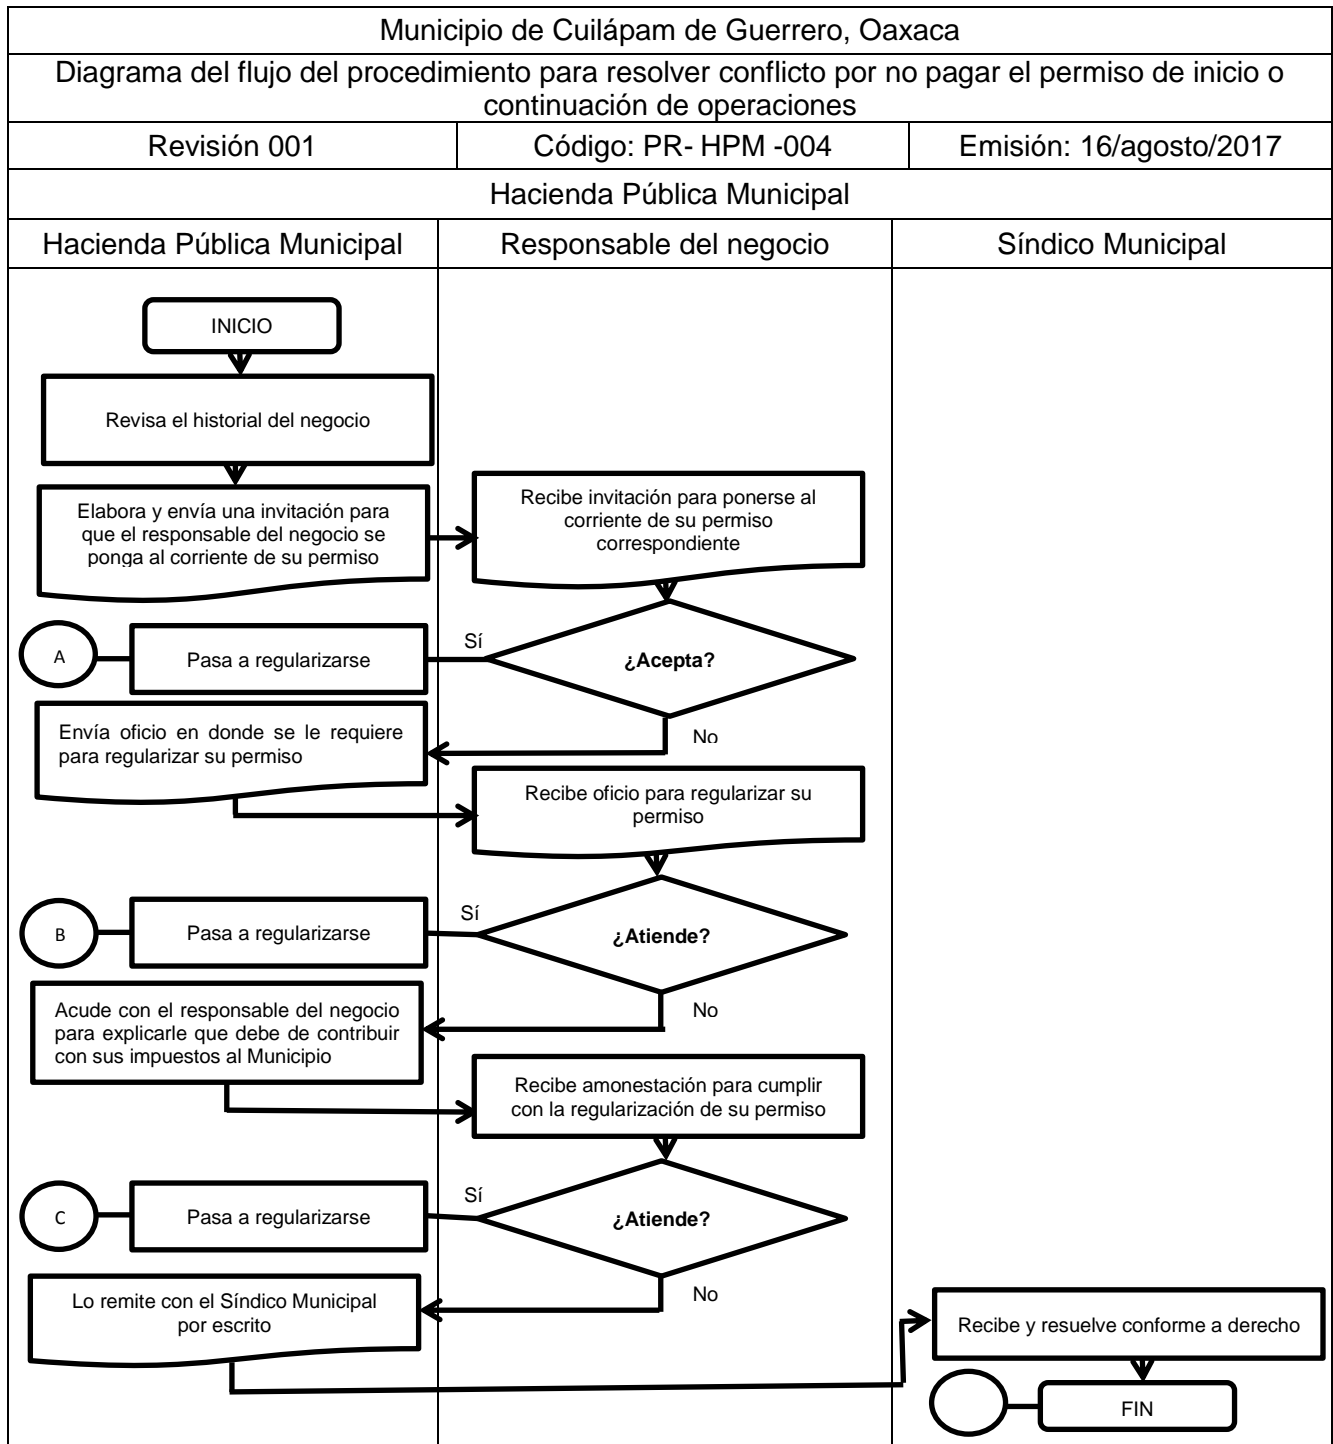 Municipio de Cuilápam de Guerrero, Oaxaca
Diagrama del flujo del procedimiento para resolver conflicto por no pagar el permiso de inicio o
continuación de operaciones
Revisión 001
Código: PR- HPM -004
Emisión: 16/agosto/2017
Hacienda Pública Municipal
Hacienda Pública Municipal
Responsable del negocio
Síndico Municipal
INICIO
Revisa el historial del negocio
Elabora y envía una invitación para
que el responsable del negocio se
ponga al corriente de su permiso
Recibe invitación para ponerse al
corriente de su permiso
correspondiente
A
Pasa a regularizarse
Sí
¿Acepta?
No
Envía oficio en donde se le requiere
para regularizar su permiso
Recibe oficio para regularizar su
permiso
B
Pasa a regularizarse
Sí
¿Atiende?
No
Acude con el responsable del negocio
para explicarle que debe de contribuir
con sus impuestos al Municipio
Recibe amonestación para cumplir
con la regularización de su permiso
C
Pasa a regularizarse
Sí
¿Atiende?
No
Lo remite con el Síndico Municipal
por escrito
Recibe y resuelve conforme a derecho
FIN